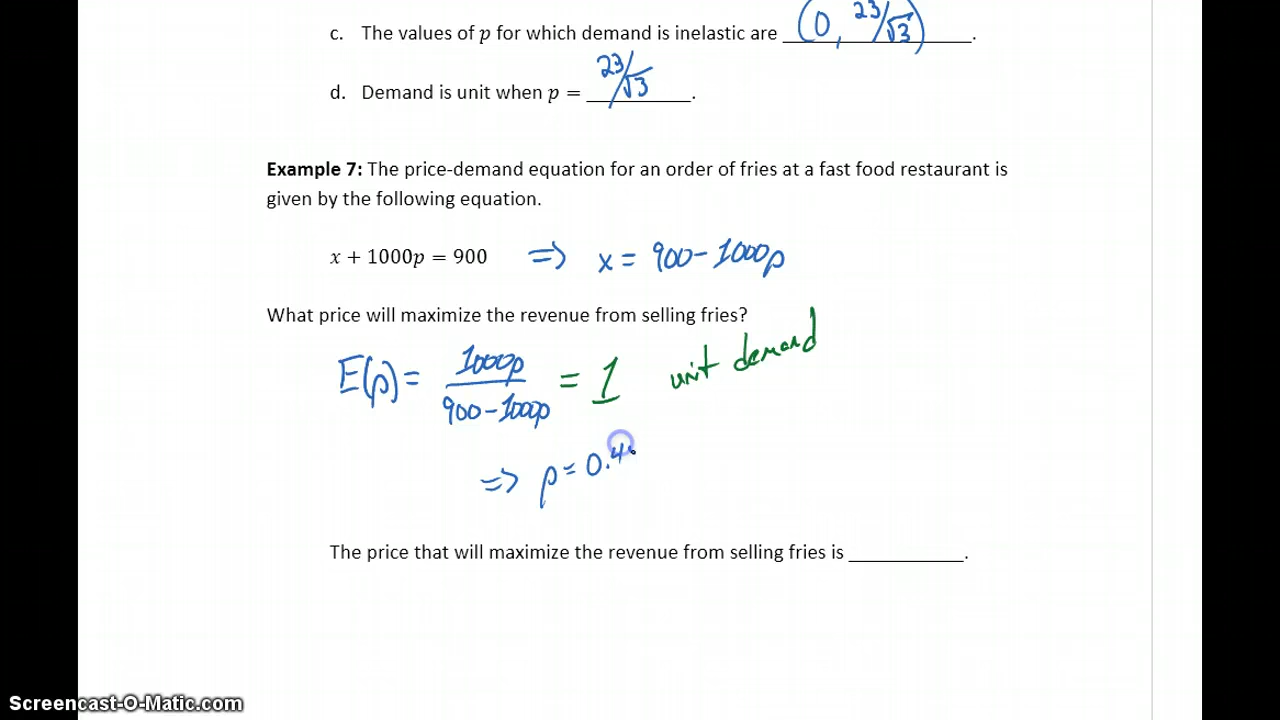 c. The values of p for which demand is inelastic are (0, 23/√3).
d. Demand is unit when p = 23/√3.
Example 7: The price-demand equation for an order of fries at a fast food restaurant is
given by the following equation.
x + 1000p = 900 ⇒ x = 900 - 1000p
What price will maximize the revenue from selling fries?
E(p) = 1000p / 900 - 1000p = 1 unit demand
⇒ p = 0.4
The price that will maximize the revenue from selling fries is ____________.
Screencast-O-Matic.com